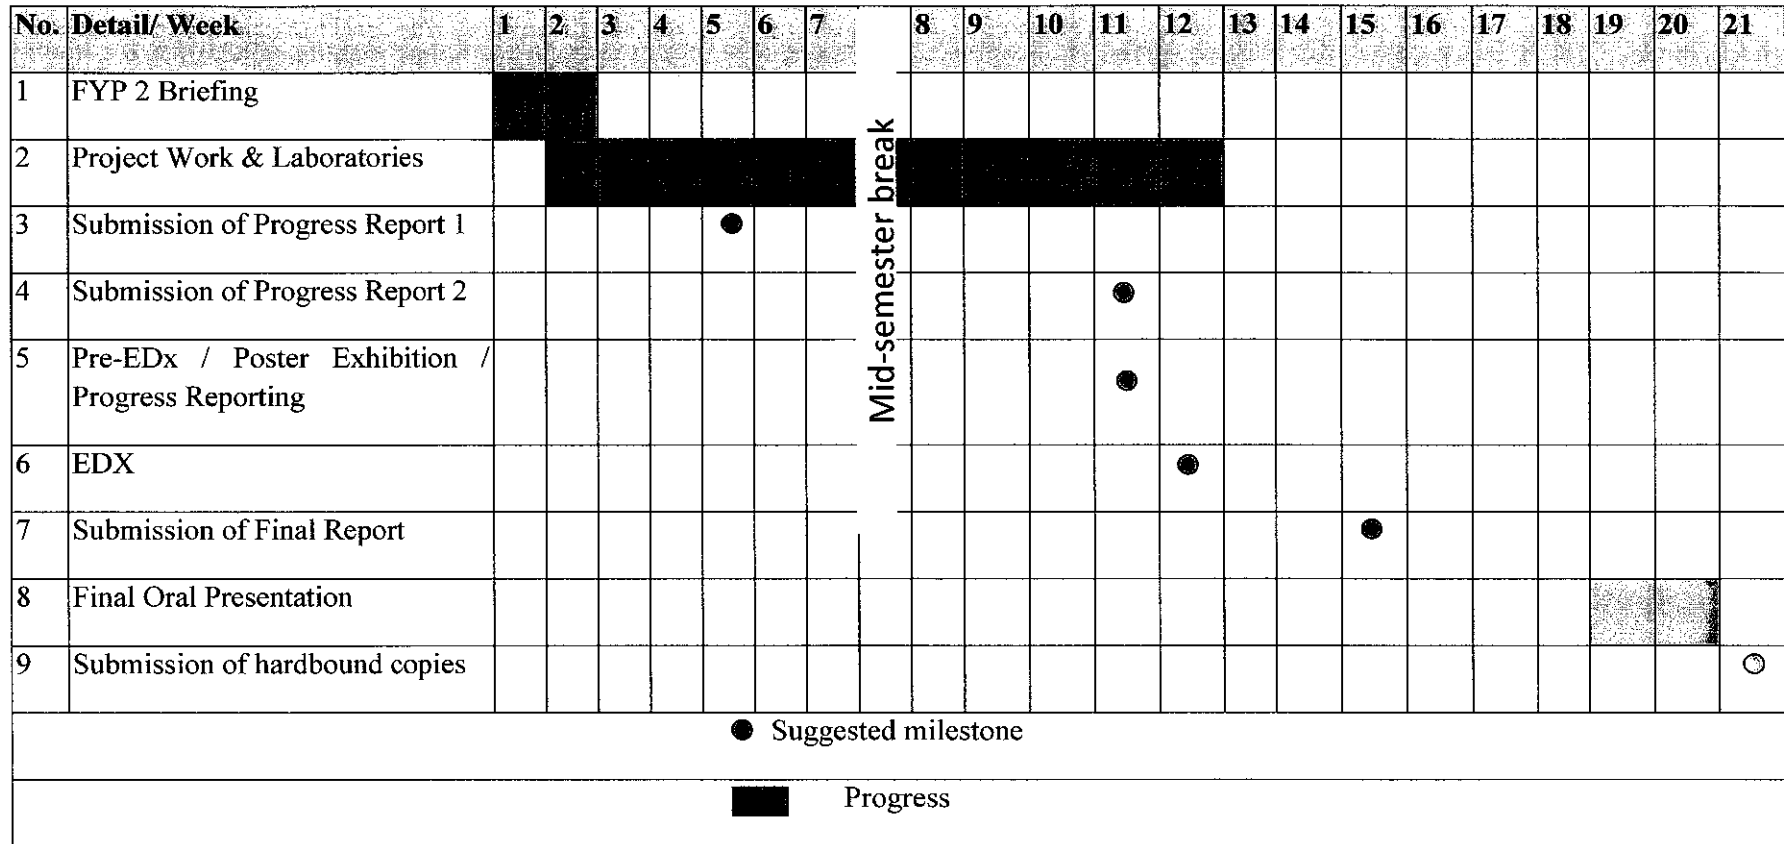 No. Detail/ Week 1 2 3 4 5 6 7 8 9 10 11 12 13 14 15 16 17 18 19 20 21
1 FYP 2 Briefing
2 Project Work & Laboratories
3 Submission of Progress Report 1
4 Submission of Progress Report 2
5 Pre-EDx / Poster Exhibition /
Progress Reporting
6 EDX
7 Submission of Final Report
8 Final Oral Presentation
9 Submission of hardbound copies
Mid-semester break
Suggested milestone
Progress